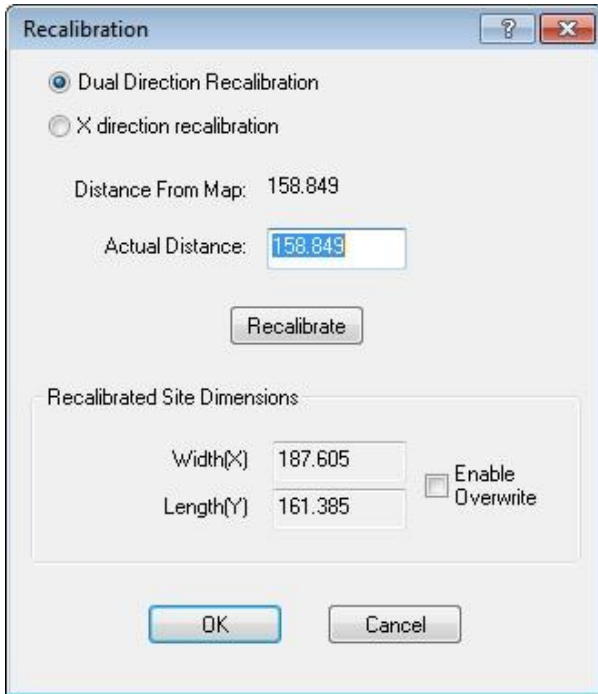 Recalibration
Dual Direction Recalibration
X direction recalibration
Distance From Map: 158.849
Actual Distance: 158.849
Recalibrate
Recalibrated Site Dimensions
Width(X) 187.605
Length(Y) 161.385
Enable
Overwrite
OK Cancel